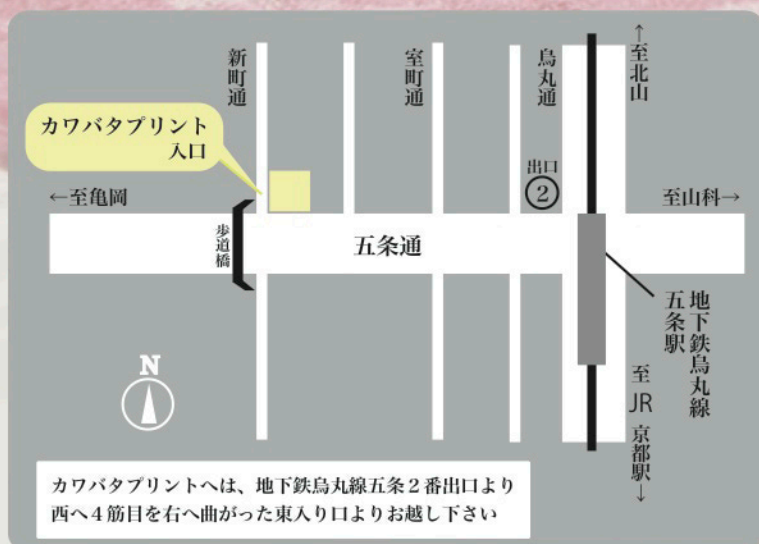 新町通
室町通
烏丸通
↑至北山
カワバタプリント
入口
出口
②
←至亀岡
至山科→
歩道橋
五条通
地下鉄烏丸線
五条駅
N
至JR京都駅↓
カワバタプリントへは、地下鉄烏丸線五条２番出口より
西へ４筋目を右へ曲がった東入り口よりお越し下さい